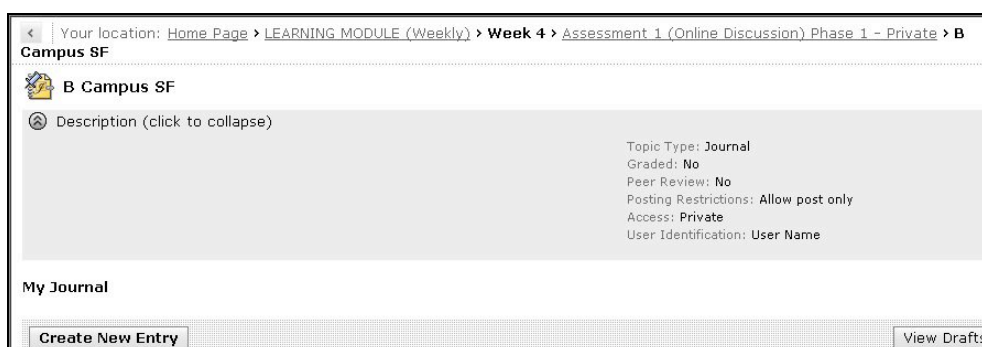 Your location: Home Page › LEARNING MODULE (Weekly) › Week 4 › Assessment 1 (Online Discussion) Phase 1 - Private › B
Campus SF
B Campus SF
Description (click to collapse)
Topic Type: Journal
Graded: No
Peer Review: No
Posting Restrictions: Allow post only
Access: Private
User Identification: User Name
My Journal
Create New Entry View Drafts